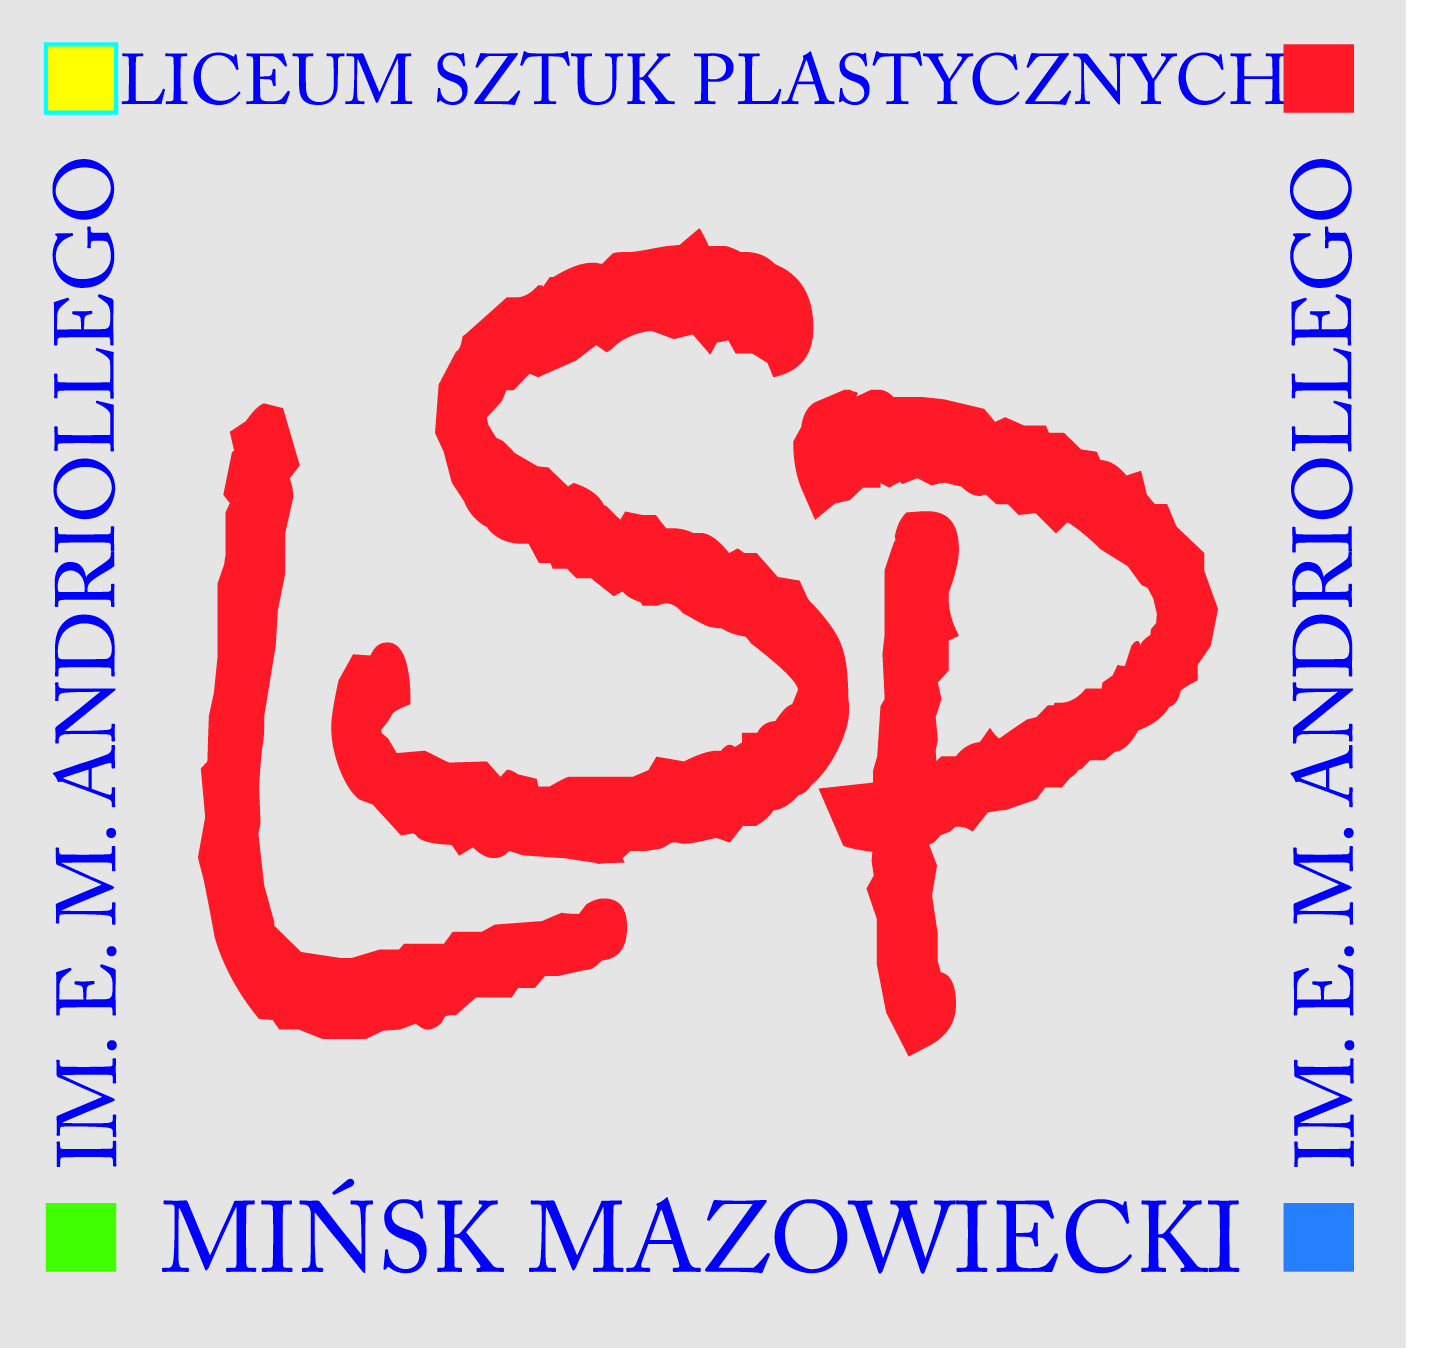 LICEUM SZTUK PLASTYCZNYCH
IM. E. M. ANDRIOLLEGO
LSP
IM. E. M. ANDRIOLLEGO
MIŃSK MAZOWIECKI